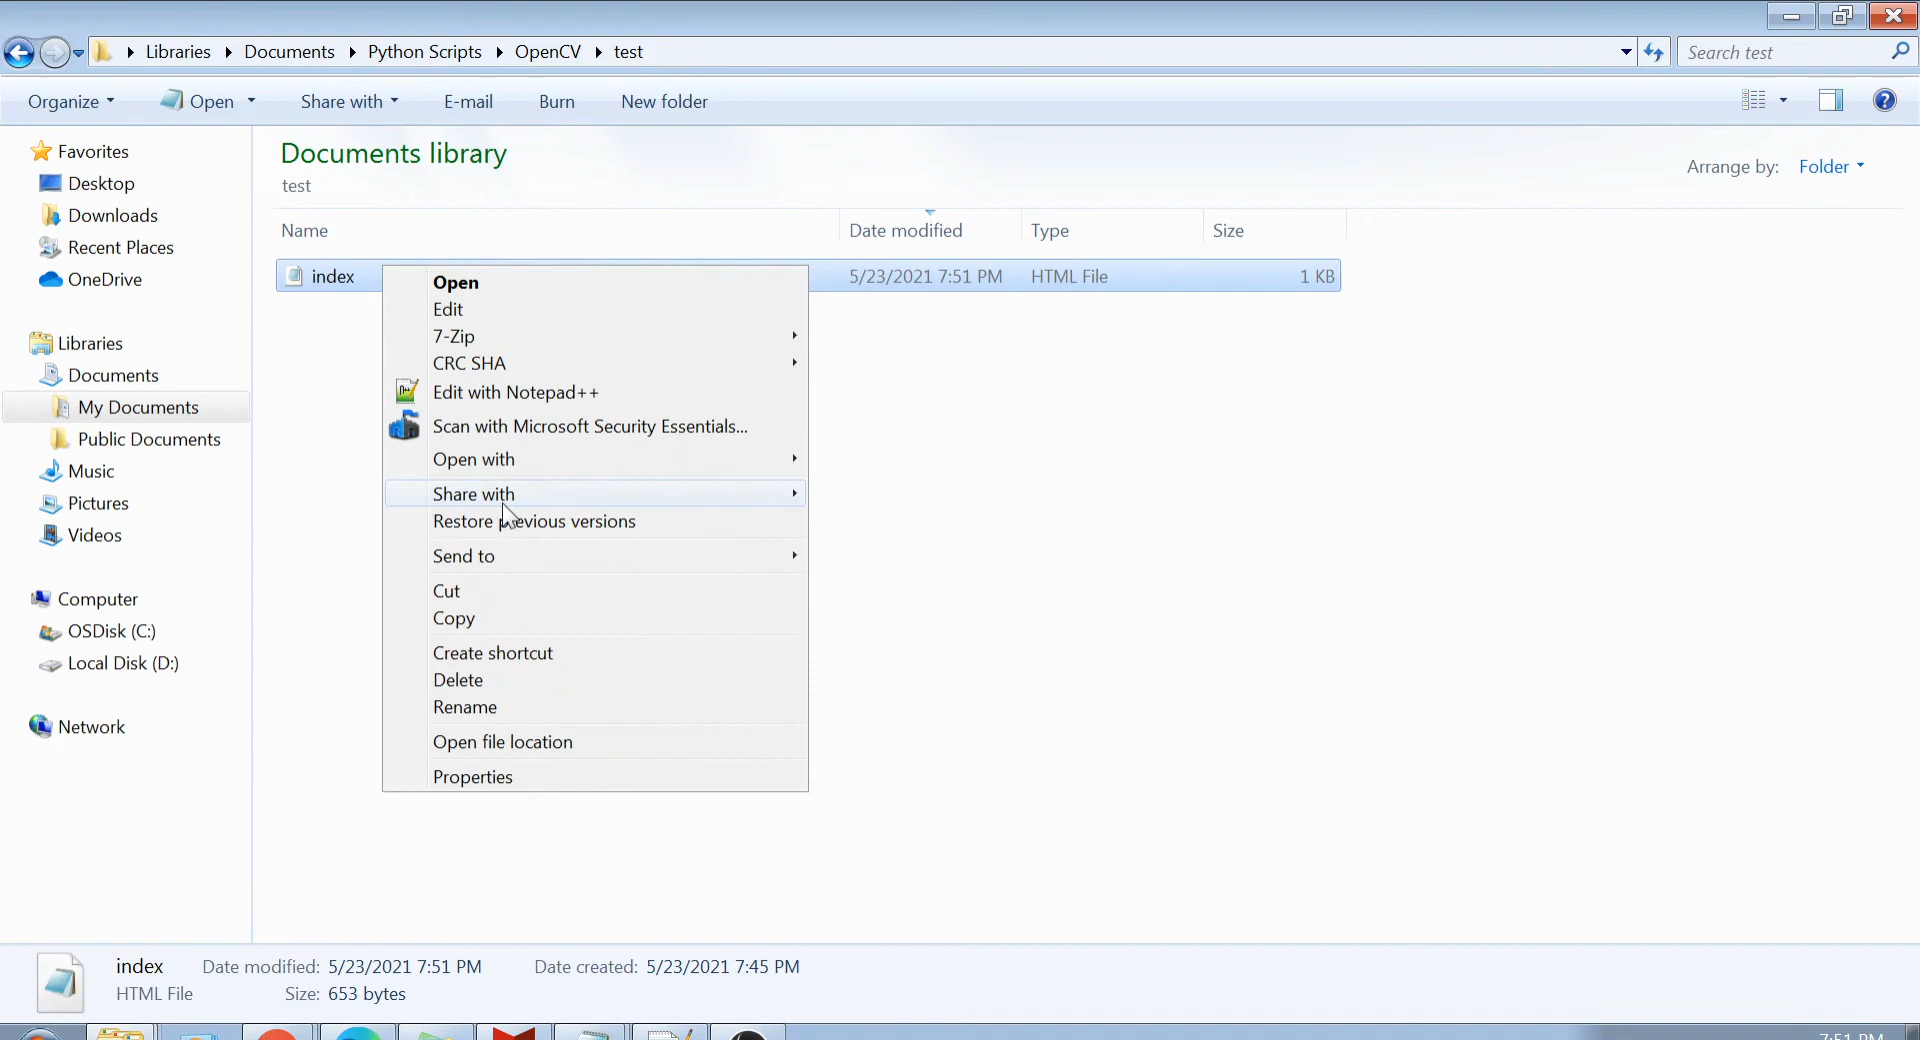 Libraries Documents Python Scripts OpenCV test
Search test
Organize Open Share with E-mail Burn New folder
Favorites
Desktop
Downloads
Recent Places
OneDrive
Libraries
Documents
My Documents
Public Documents
Music
Pictures
Videos
Computer
OSDisk (C:)
Local Disk (D:)
Network
Documents library
test
Arrange by: Folder
Name Date modified Type Size
index 5/23/2021 7:51 PM HTML File 1 KB
Open
Edit
7-Zip
CRC SHA
Edit with Notepad++
Scan with Microsoft Security Essentials...
Open with
Share with
Restore previous versions
Send to
Cut
Copy
Create shortcut
Delete
Rename
Open file location
Properties
index Date modified: 5/23/2021 7:51 PM Date created: 5/23/2021 7:45 PM
HTML File Size: 653 bytes
7:51 PM